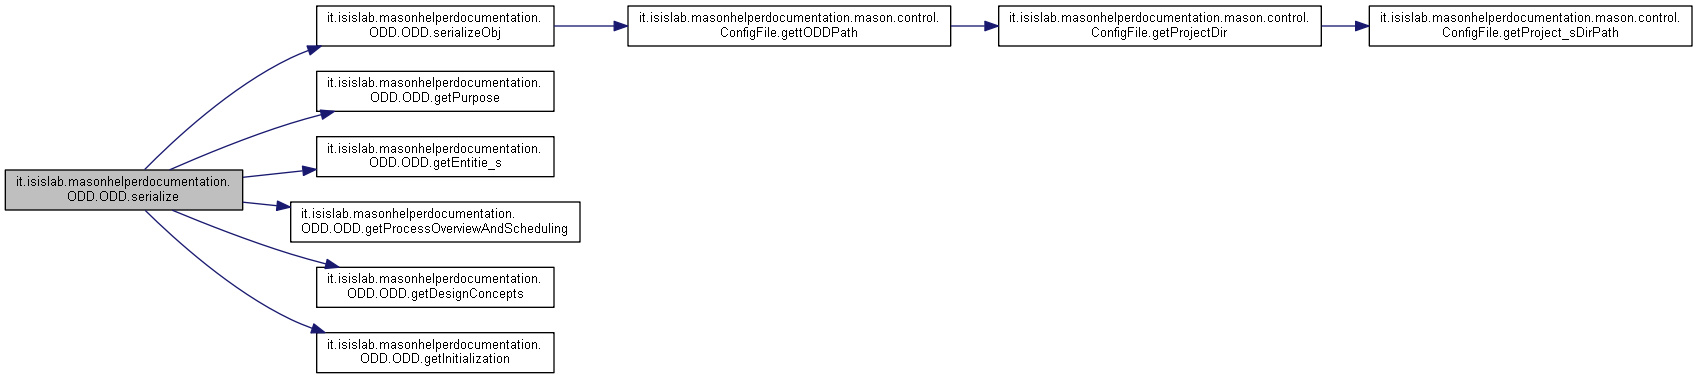 it.isislab.masonhelperdocumentation.
ODD.ODD.serialize
it.isislab.masonhelperdocumentation.
ODD.ODD.serializeObj
it.isislab.masonhelperdocumentation.mason.control.
ConfigFile.gettODDPath
it.isislab.masonhelperdocumentation.mason.control.
ConfigFile.getProjectDir
it.isislab.masonhelperdocumentation.mason.control.
ConfigFile.getProject_sDirPath
it.isislab.masonhelperdocumentation.
ODD.ODD.getPurpose
it.isislab.masonhelperdocumentation.
ODD.ODD.getEntitie_s
it.isislab.masonhelperdocumentation.
ODD.ODD.getProcessOverviewAndScheduling
it.isislab.masonhelperdocumentation.
ODD.ODD.getDesignConcepts
it.isislab.masonhelperdocumentation.
ODD.ODD.getInitialization